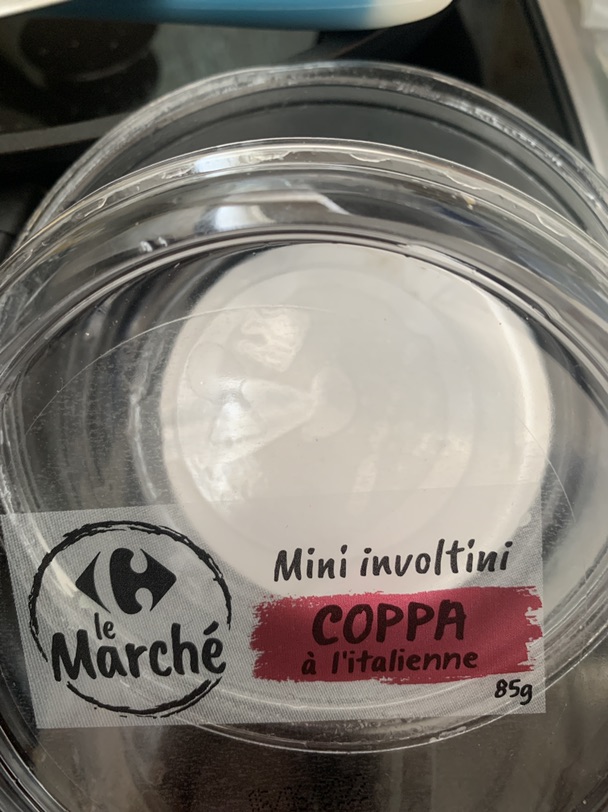 le
Marché
Mini involtini
COPPA
à l'italienne
85g